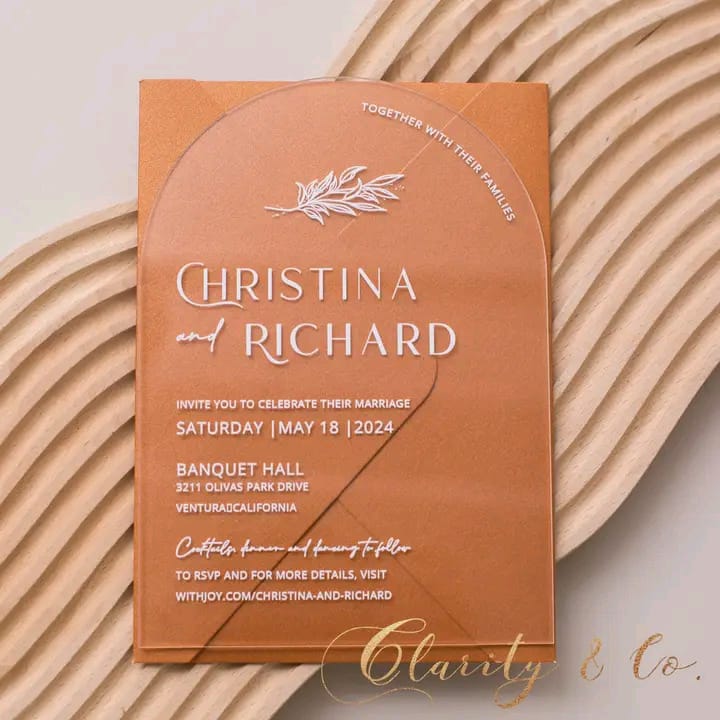 TOGETHER WITH THEIR FAMILIES
CHRISTINA
and RICHARD
INVITE YOU TO CELEBRATE THEIR MARRIAGE
SATURDAY |MAY 18 |2024
BANQUET HALL
3211 OLIVAS PARK DRIVE
VENTURA▯CALIFORNIA
Cocktails, dinner and dancing to follow
TO RSVP AND FOR MORE DETAILS, VISIT
WITHJOY.COM/CHRISTINA-AND-RICHARD
Clarity & Co.